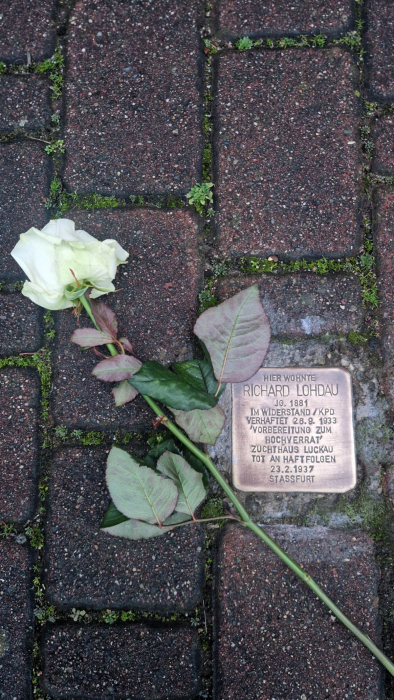 HIER WOHNTE
RICHARD LOHDAU
JG. 1881
IM WIDERSTAND / KPD
VERHAFTET 28.9. 1933
'VORBEREITUNG ZUM
HOCHVERRAT'
ZUCHTHAUS LUCKAU
TOT AN HAFTFOLGEN
23.2.1937
STASSFURT